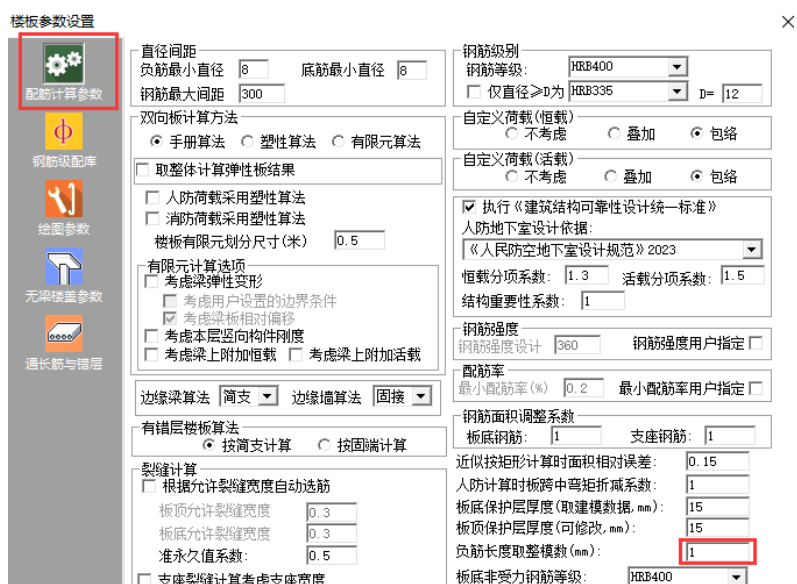 楼板参数设置
配筋计算参数
钢筋级配库
绘图参数
无梁楼盖参数
通长筋与错层
直径间距
负筋最小直径 8 底筋最小直径 8
钢筋最大间距 300
双向板计算方法
手册算法 塑性算法 有限元算法
取整体计算弹性板结果
人防荷载采用塑性算法
消防荷载采用塑性算法
楼板有限元划分尺寸(米) 0.5
有限元计算选项
考虑梁弹性变形
考虑用户设置的边界条件
考虑梁板相对偏移
考虑本层竖向构件刚度
考虑梁上附加恒载 考虑梁上附加活载
边缘梁算法 简支 边缘墙算法 固接
有错层楼板算法
按简支计算 按固端计算
裂缝计算
根据允许裂缝宽度自动选筋
板顶允许裂缝宽度 0.3
板底允许裂缝宽度 0.3
准永久值系数: 0.5
支座裂缝计算考虑支座宽度
钢筋级别
钢筋等级: HRB400
仅直径≥D为 HRB335 D= 12
自定义荷载(恒载)
不考虑 叠加 包络
自定义荷载(活载)
不考虑 叠加 包络
执行《建筑结构可靠性设计统一标准》
人防地下室设计依据:
《人民防空地下室设计规范》2023
恒载分项系数: 1.3 活载分项系数: 1.5
结构重要性系数: 1
钢筋强度
钢筋强度设计 360 钢筋强度用户指定
配筋率
最小配筋率(%) 0.2 最小配筋率用户指定
钢筋面积调整系数
板底钢筋: 1 支座钢筋: 1
近似按矩形计算时面积相对误差: 0.15
人防计算时板跨中弯矩折减系数: 1
板底保护层厚度(取建模数据,mm): 15
板顶保护层厚度(可修改,mm): 15
负筋长度取整模数(mm): 1
板底非受力钢筋等级: HRB400